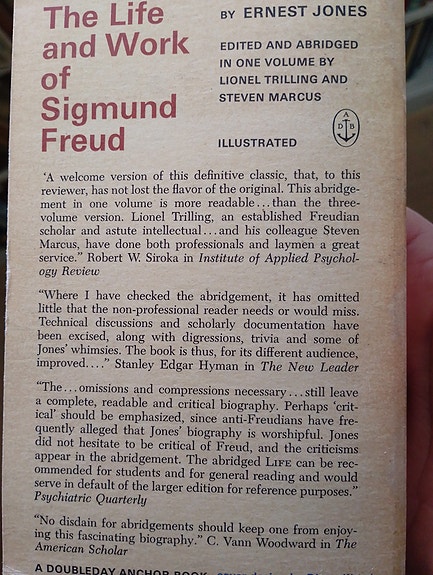 The Life
and Work
of
Sigmund
Freud
BY ERNEST JONES
EDITED AND ABRIDGED
IN ONE VOLUME BY
LIONEL TRILLING AND
STEVEN MARCUS
ILLUSTRATED
A
D B
'A welcome version of this definitive classic, that, to this
reviewer, has not lost the flavor of the original. This abridge-
ment in one volume is more readable...than the three-
volume version. Lionel Trilling, an established Freudian
scholar and astute intellectual...and his colleague Steven
Marcus, have done both professionals and laymen a great
service." Robert W. Siroka in Institute of Applied Psychol-
ogy Review
"Where I have checked the abridgement, it has omitted
little that the non-professional reader needs or would miss.
Technical discussions and scholarly documentation have
been excised, along with digressions, trivia and some of
Jones' whimsies. The book is thus, for its different audience,
improved...." Stanley Edgar Hyman in The New Leader
"The...omissions and compressions necessary...still leave
a complete, readable and critical biography. Perhaps 'crit-
ical' should be emphasized, since anti-Freudians have fre-
quently alleged that Jones' biography is worshipful. Jones
did not hesitate to be critical of Freud, and the criticisms
appear in the abridgement. The abridged LIFE can be rec-
ommended for students and for general reading and would
serve in default of the larger edition for reference purposes."
Psychiatric Quarterly
"No disdain for abridgements should keep one from enjoy-
ing this fascinating biography." C. Vann Woodward in The
American Scholar
A DOUBLEDAY ANCHOR BOOK